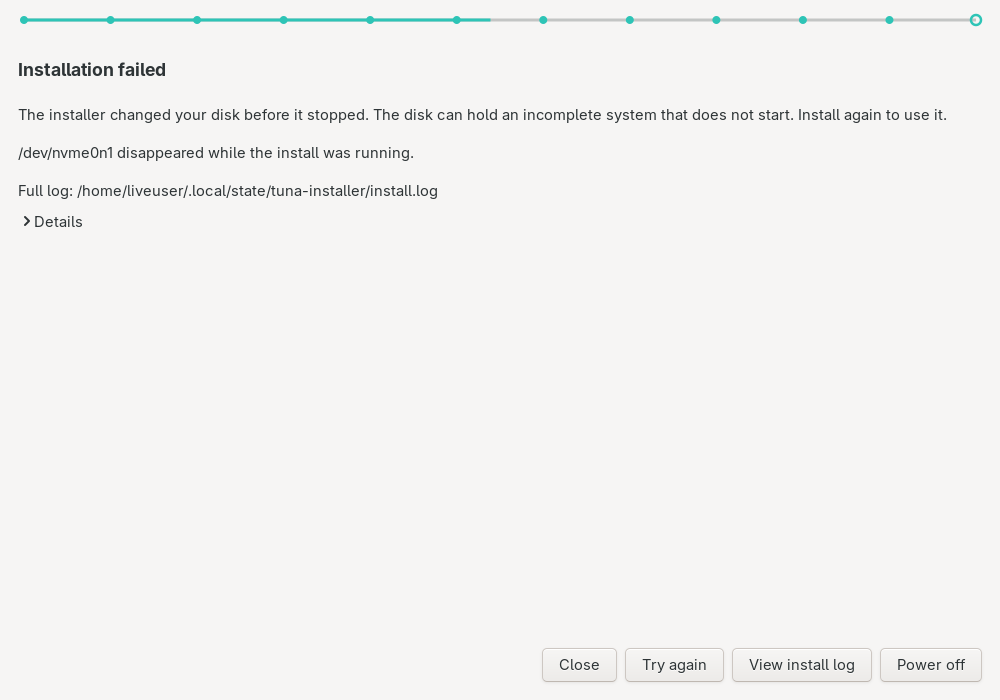 Installation failed
The installer changed your disk before it stopped. The disk can hold an incomplete system that does not start. Install again to use it.
/dev/nvme0n1 disappeared while the install was running.
Full log: /home/liveuser/.local/state/tuna-installer/install.log
Details
Close
Try again
View install log
Power off